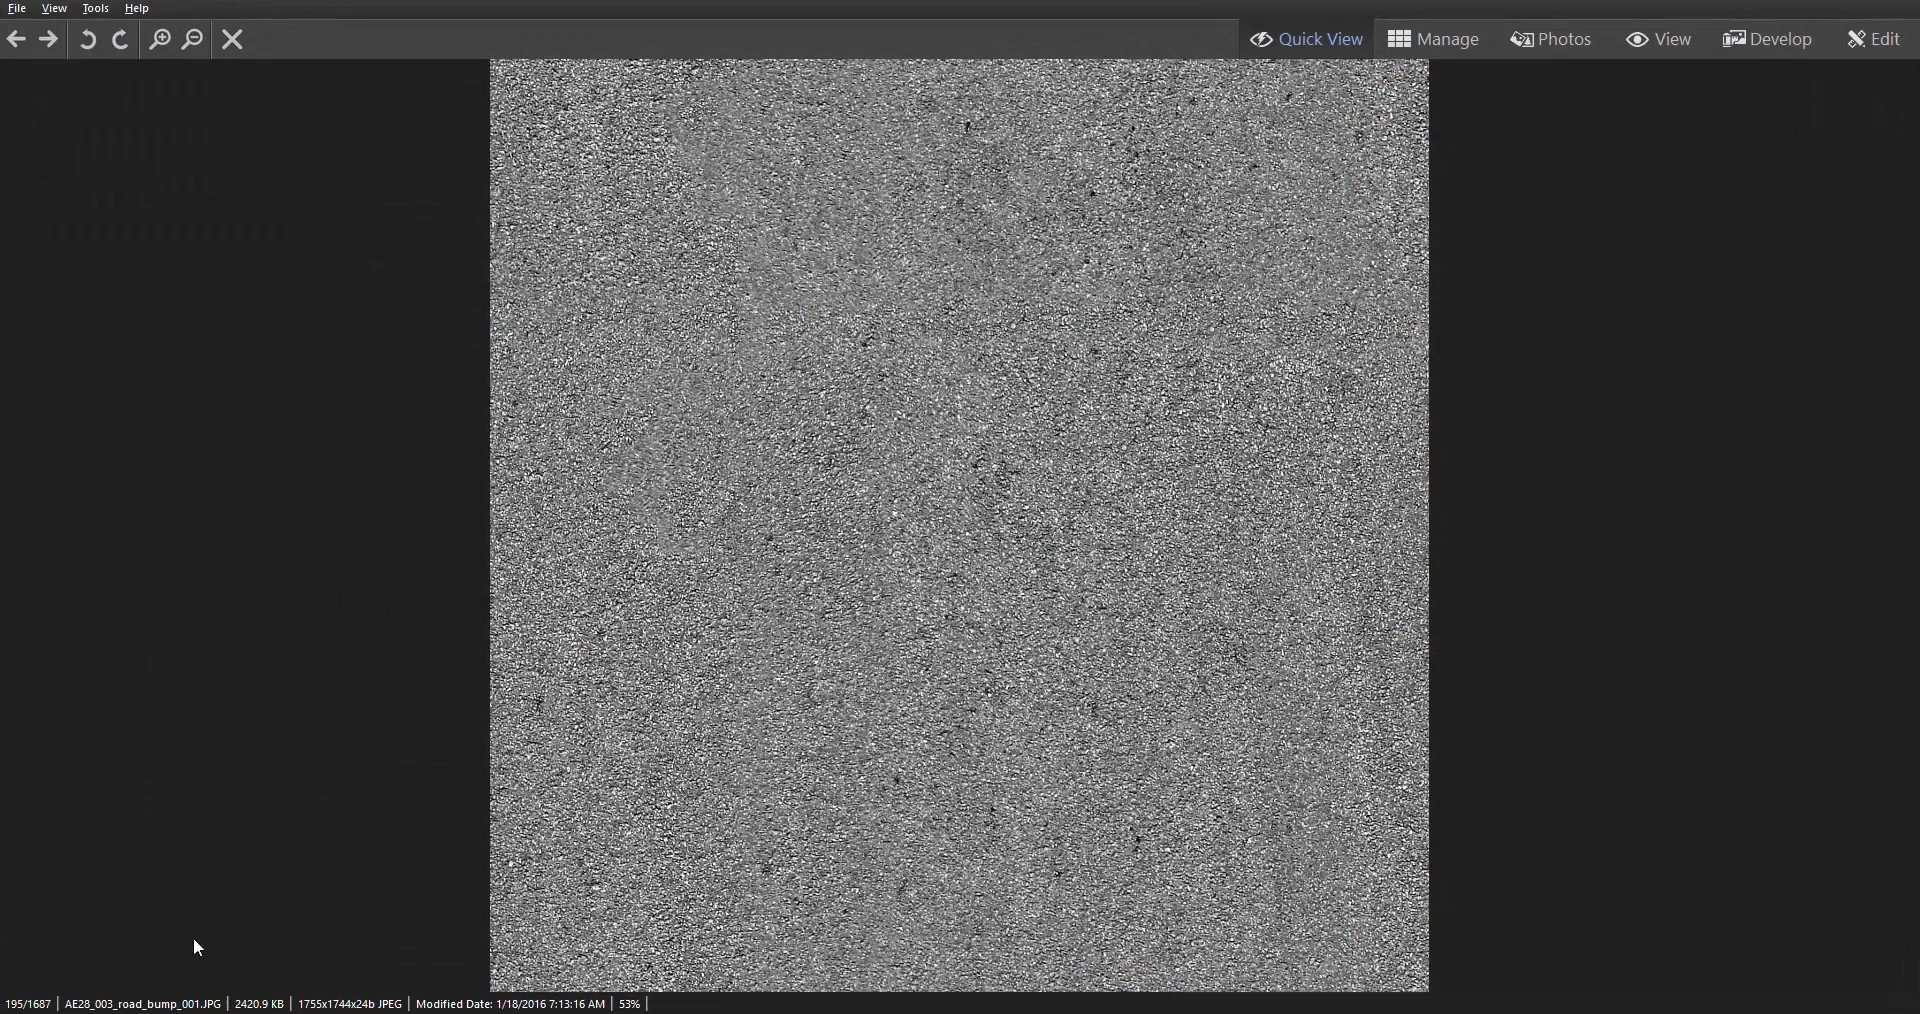 File View Tools Help
Quick View Manage Photos View Develop Edit
195/1687 | AE28_003_road_bump_001.JPG | 2420.9 KB | 1755x1744x24b JPEG | Modified Date: 1/18/2016 7:13:16 AM | 53% |